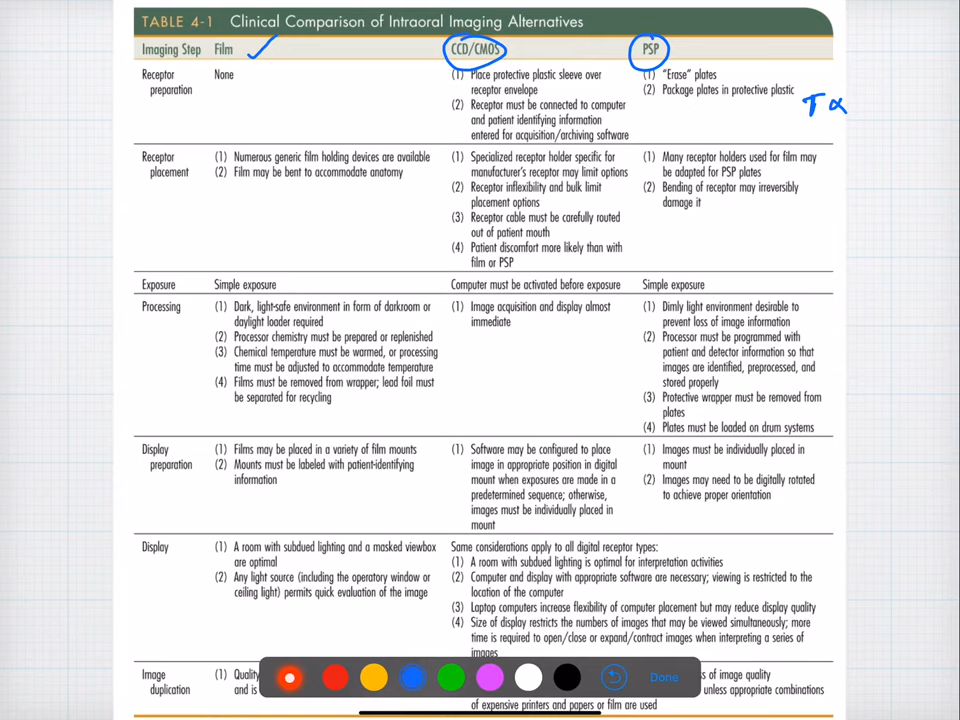 TABLE 4-1 Clinical Comparison of Intraoral Imaging Alternatives
Imaging Step Film CCD/CMOS PSP
Receptor preparation
None
(1) Place protective plastic sleeve over
receptor envelope
(2) Receptor must be connected to computer
and patient identifying information
entered for acquisition/archiving software
(1) "Erase" plates
(2) Package plates in protective plastic
Receptor
placement
(1) Numerous generic film holding devices are available
(2) Film may be bent to accommodate anatomy
(1) Specialized receptor holder specific for
manufacturer's receptor may limit options
(2) Receptor inflexibility and bulk limit
placement options
(3) Receptor cable must be carefully routed
out of patient mouth
(4) Patient discomfort more likely than with
film or PSP
(1) Many receptor holders used for film may
be adapted for PSP plates
(2) Bending of receptor may irreversibly
damage it
Exposure
Simple exposure
Computer must be activated before exposure
Simple exposure
Processing
(1) Dark, light-safe environment in form of darkroom or
daylight loader required
(2) Processor chemistry must be prepared or replenished
(3) Chemical temperature must be warmed, or processing
time must be adjusted to accommodate temperature
(4) Films must be removed from wrapper; lead foil must
be separated for recycling
(1) Image acquisition and display almost
immediate
(1) Dimly light environment desirable to
prevent loss of image information
(2) Processor must be programmed with
patient and detector information so that
images are identified, preprocessed, and
stored properly
(3) Protective wrapper must be removed from
plates
(4) Plates must be loaded on drum systems
Display
preparation
(1) Films may be placed in a variety of film mounts
(2) Mounts must be labeled with patient-identifying
information
(1) Software may be configured to place
image in appropriate position in digital
mount when exposures are made in a
predetermined sequence; otherwise,
images must be individually placed in
mount
(1) Images must be individually placed in
mount
(2) Images may need to be digitally rotated
to achieve proper orientation
Display
(1) A room with subdued lighting and a masked viewbox
are optimal
(2) Any light source (including the operatory window or
ceiling light) permits quick evaluation of the image
Same considerations apply to all digital receptor types:
(1) A room with subdued lighting is optimal for interpretation activities
(2) Computer and display with appropriate software are necessary; viewing is restricted to the
location of the computer
(3) Laptop computers increase flexibility of computer placement but may reduce display quality
(4) Size of display restricts the numbers of images that may be viewed simultaneously; more
time is required to open/close or expand/contract images when interpreting a series of
images
Image
duplication
(1)
and is
of image quality
unless appropriate combinations
of expensive printers and papers or film are used
Done